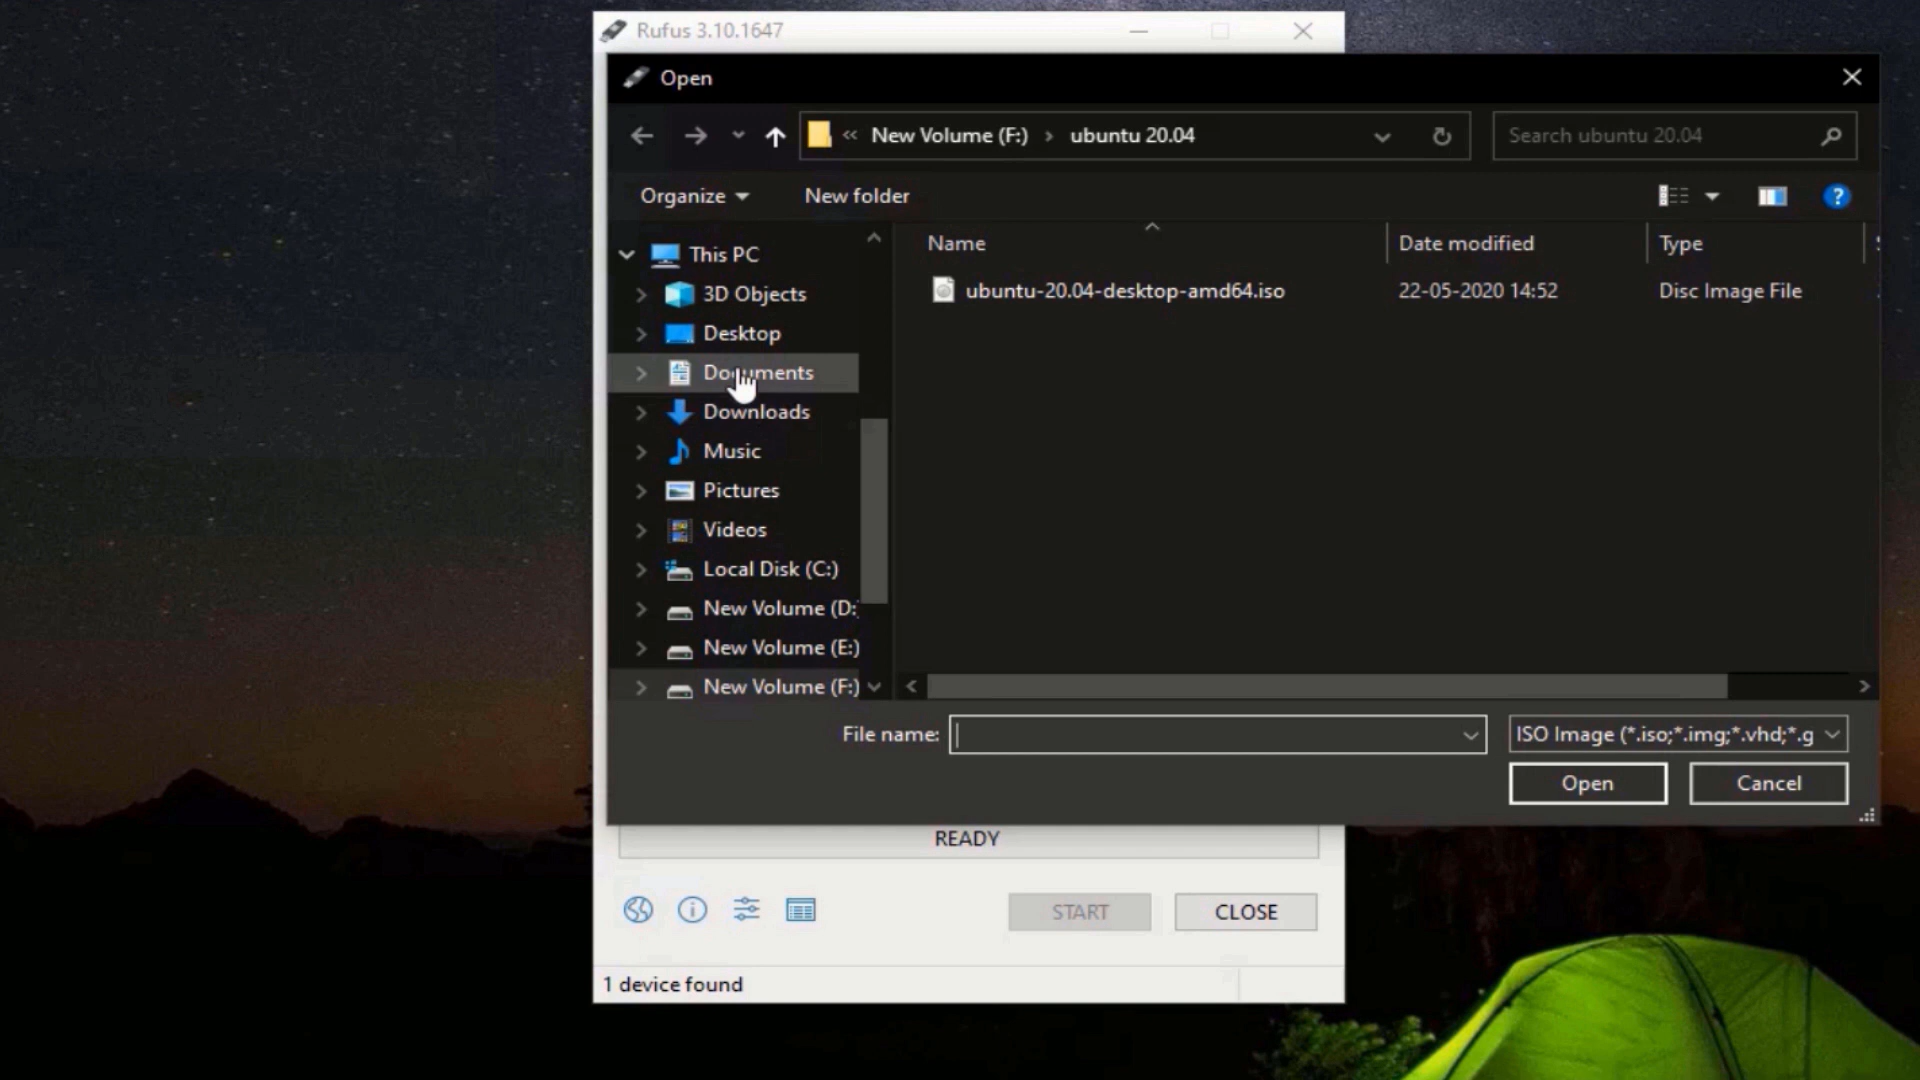 Rufus 3.10.1647
Open
« New Volume (F:) > ubuntu 20.04
Search ubuntu 20.04
Organize
New folder
Name
Date modified
Type
This PC
3D Objects
Desktop
Documents
Downloads
Music
Pictures
Videos
Local Disk (C:)
New Volume (D:
New Volume (E:)
New Volume (F:)
ubuntu-20.04-desktop-amd64.iso
22-05-2020 14:52
Disc Image File
File name:
ISO Image (*.iso;*.img;*.vhd;*.g
Open
Cancel
READY
START
CLOSE
1 device found